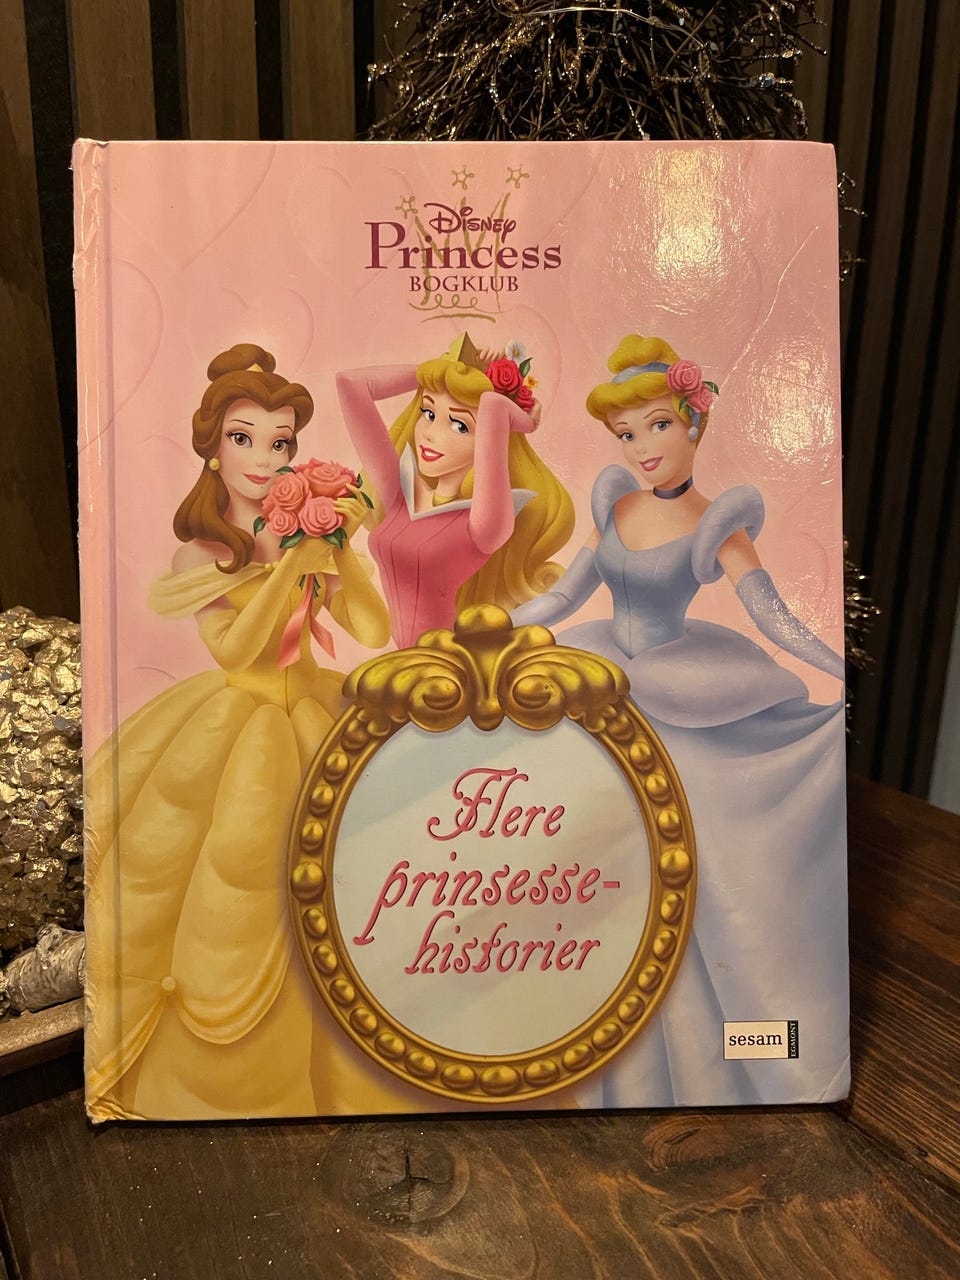 Disney
Princess
BOGKLUB
Flere
prinsesse-
historier
sesam
EGMONT